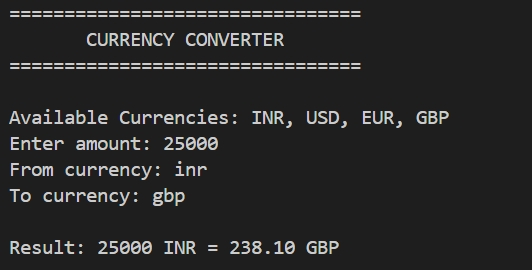 ================================
CURRENCY CONVERTER
================================
Available Currencies: INR, USD, EUR, GBP
Enter amount: 25000
From currency: inr
To currency: gbp
Result: 25000 INR = 238.10 GBP